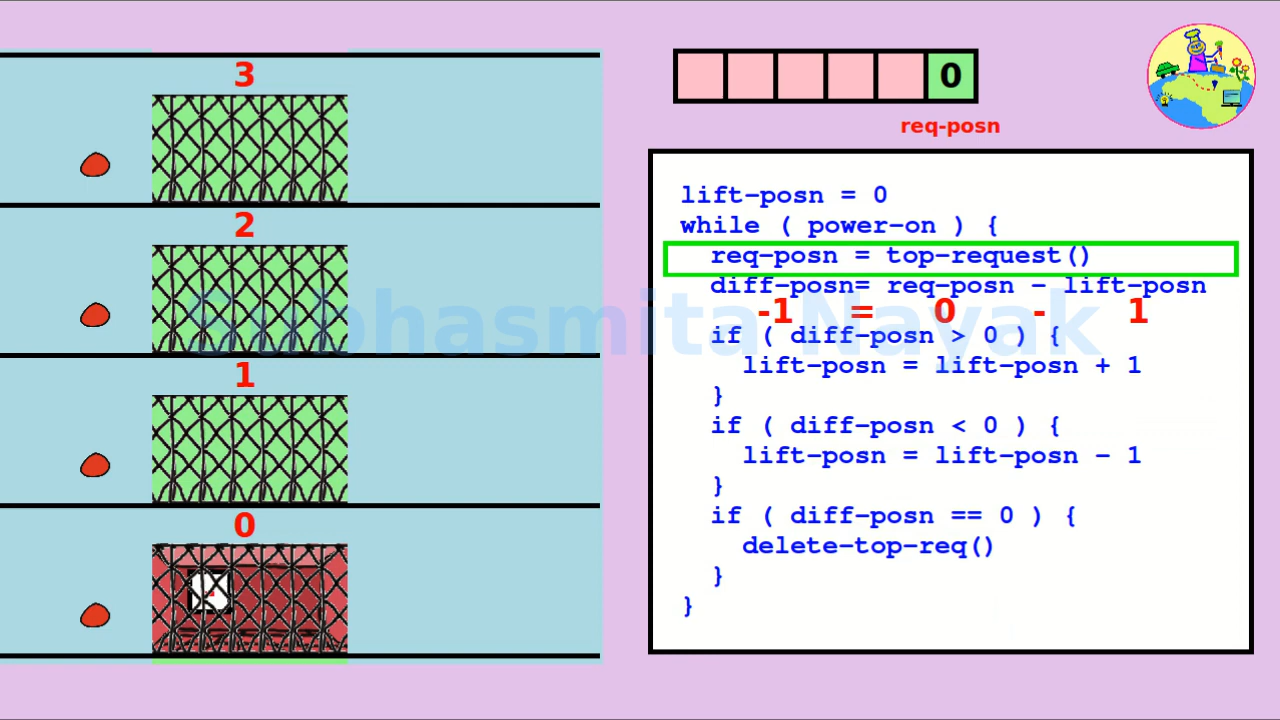 3
2
1
0
0
req-posn
lift-posn = 0
while ( power-on ) {
req-posn = top-request()
diff-posn= req-posn - lift-posn
-1 = 0 - 1
if ( diff-posn > 0 ) {
lift-posn = lift-posn + 1
}
if ( diff-posn < 0 ) {
lift-posn = lift-posn - 1
}
if ( diff-posn == 0 ) {
delete-top-req()
}
}
Subhasmita Nayak